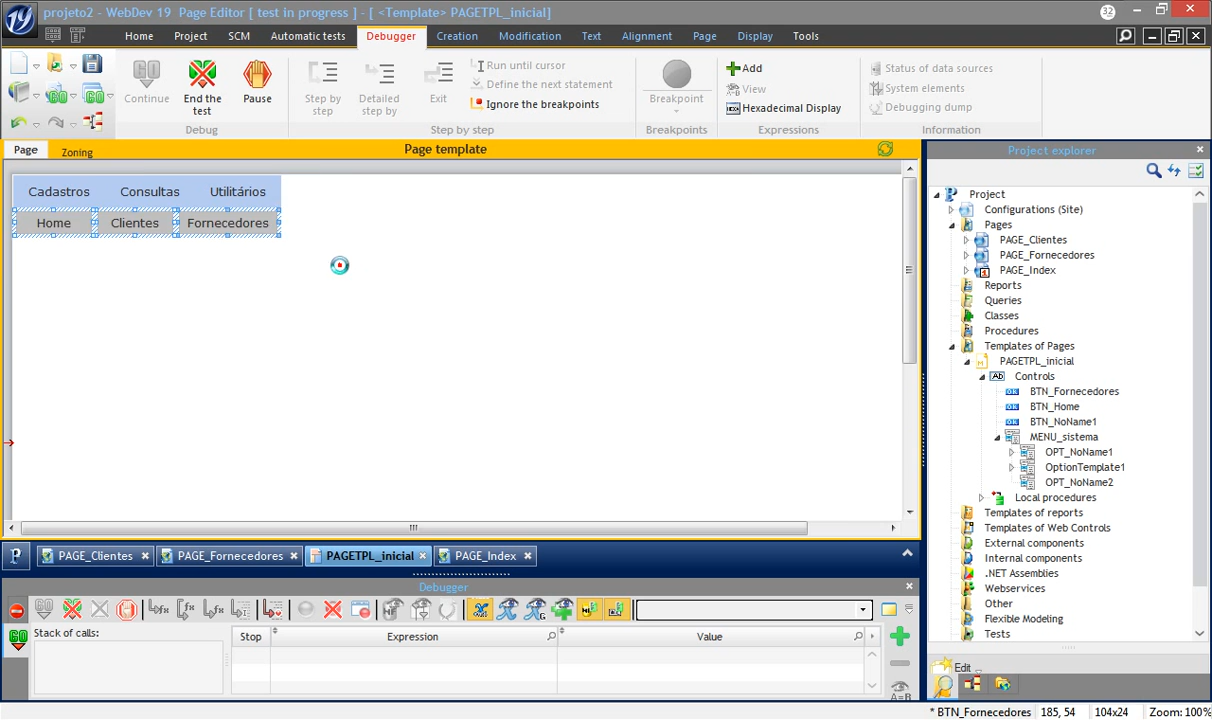 projeto2 - WebDev 19 Page Editor [ test in progress ] - [ <Template> PAGETPL_inicial]
32
Home Project SCM Automatic tests Debugger Creation Modification Text Alignment Page Display Tools
Continue
End the test
Pause
Debug
Step by step
Detailed step by
Exit
Run until cursor
Define the next statement
Ignore the breakpoints
Step by step
Breakpoint
Breakpoints
Add
View
Hexadecimal Display
Expressions
Status of data sources
System elements
Debugging dump
Information
Page Zoning Page template
Cadastros Consultas Utilitários
Home Clientes Fornecedores
Project explorer
Project
Configurations (Site)
Pages
PAGE_Clientes
PAGE_Fornecedores
PAGE_Index
Reports
Queries
Classes
Procedures
Templates of Pages
PAGETPL_inicial
Controls
BTN_Fornecedores
BTN_Home
BTN_NoName1
MENU_sistema
OPT_NoName1
OptionTemplate1
OPT_NoName2
Local procedures
Templates of reports
Templates of Web Controls
External components
Internal components
.NET Assemblies
Webservices
Other
Flexible Modeling
Tests
Edit
PAGE_Clientes PAGE_Fornecedores PAGETPL_inicial PAGE_Index
Debugger
Stack of calls:
Stop Expression Value
A=B
* BTN_Fornecedores 185, 54 104x24 Zoom: 100%